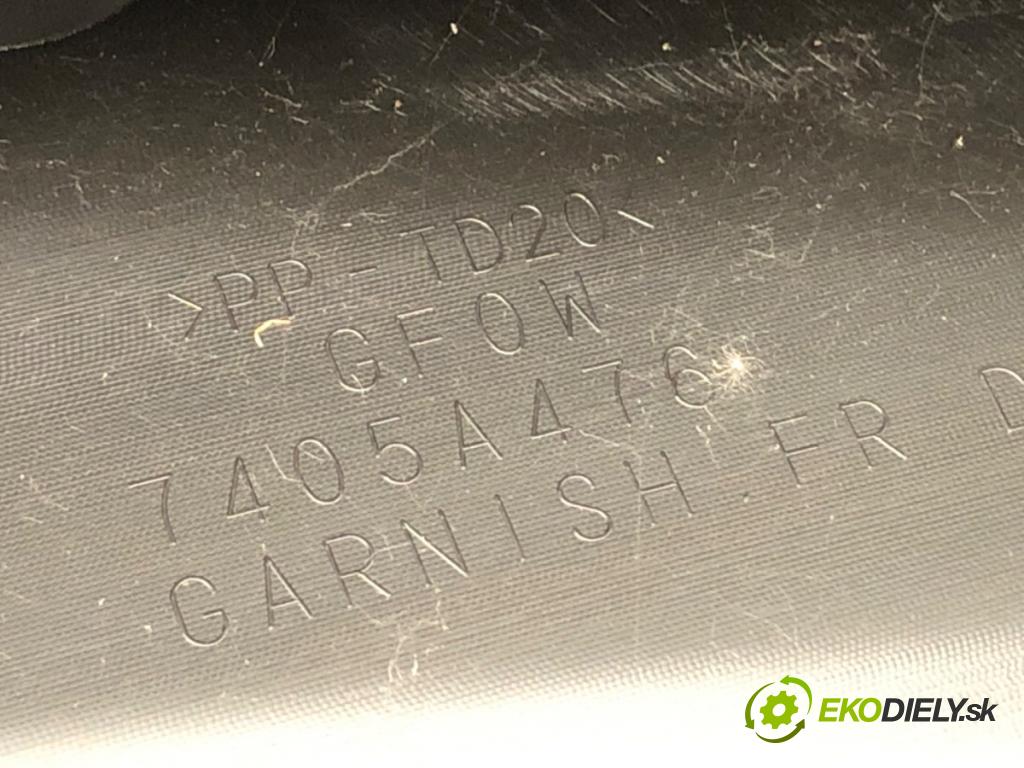 >PP-TD20<
GF0W
7405A476
GARNISH.FR D
EKODIELY.sk